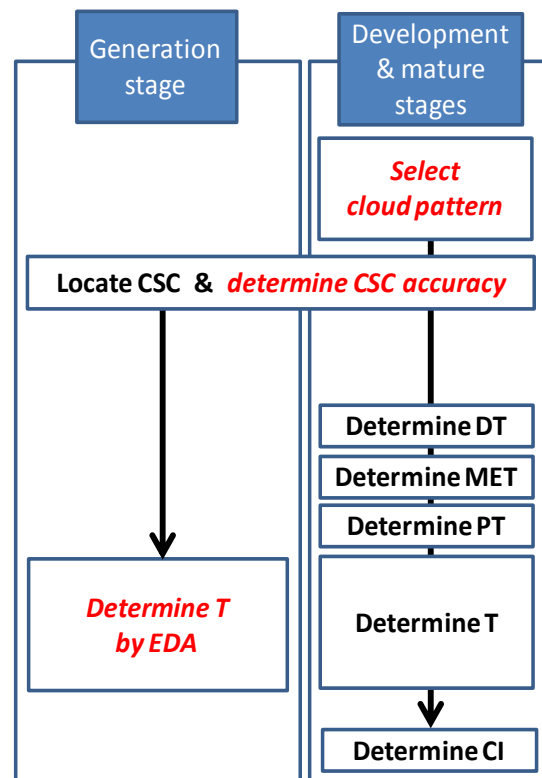 Generation
stage
Development
& mature
stages
Select
cloud pattern
Locate CSC & determine CSC accuracy
Determine DT
Determine MET
Determine PT
Determine T
by EDA
Determine T
Determine CI